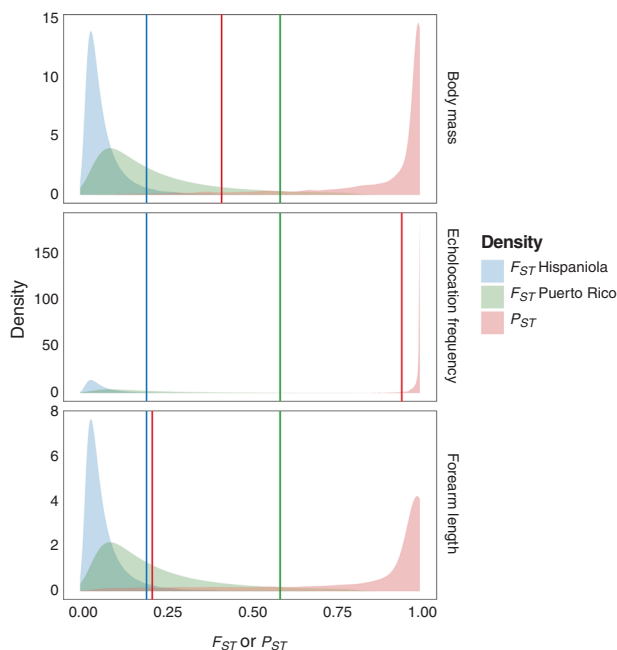 15
10
5
0
Body mass
150
100
50
0
Echolocation frequency
Density
8
6
4
2
0
Forearm length
0.00 0.25 0.50 0.75 1.00
FST or PST
Density
FST Hispaniola
FST Puerto Rico
PST